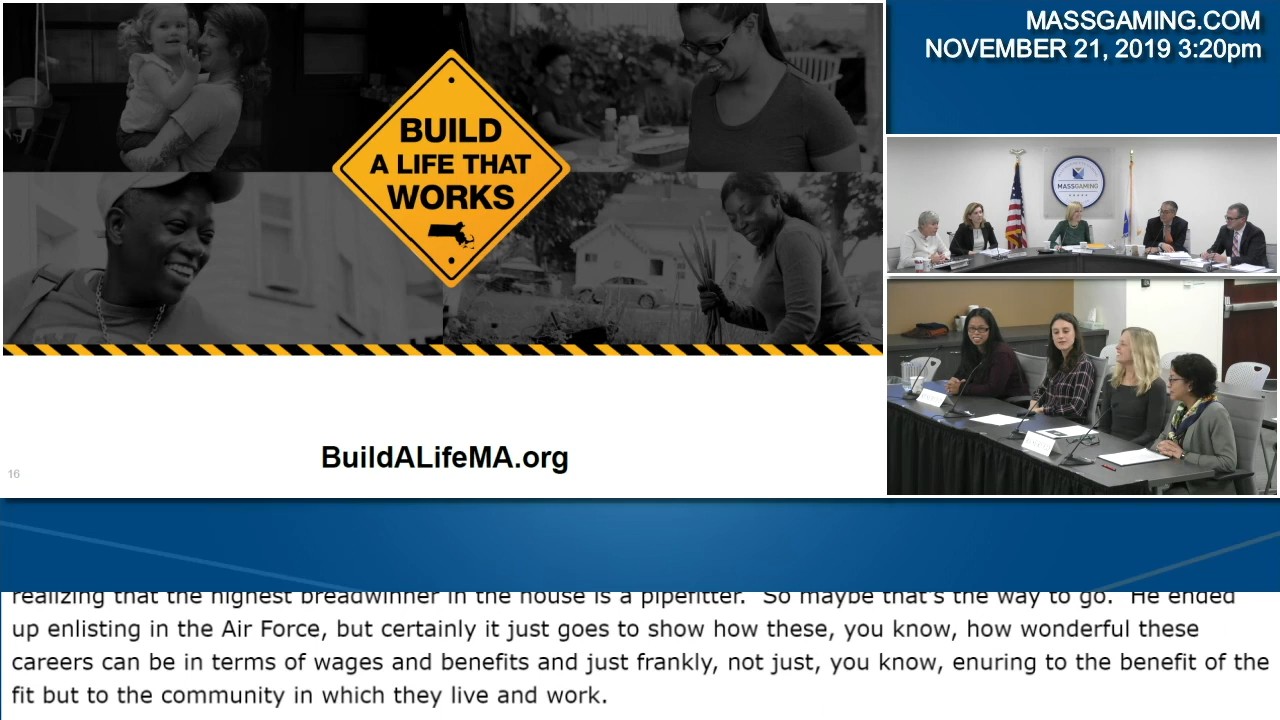 BUILD
A LIFE THAT
WORKS
BuildALifeMA.org
16
MASSGAMING.COM
NOVEMBER 21, 2019 3:20pm
MASSGAMING
realizing that the highest breadwinner in the house is a pipefitter.  So maybe that's the way to go.  He ended
up enlisting in the Air Force, but certainly it just goes to show how these, you know, how wonderful these
careers can be in terms of wages and benefits and just frankly, not just, you know, enuring to the benefit of the
fit but to the community in which they live and work.